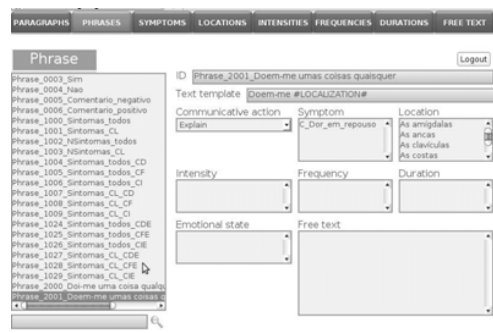 PARAGRAPHS PHRASES SYMPTOMS LOCATIONS INTENSITIES FREQUENCIES DURATIONS FREE TEXT
Phrase
Logout
Phrase_0003_Sim
Phrase_0004_Nao
Phrase_0005_Comentario_negativo
Phrase_0006_Comentario_positivo
Phrase_1000_Sintomas_todos
Phrase_1001_Sintomas_CL
Phrase_1002_NSintomas_todos
Phrase_1003_NSintomas_CL
Phrase_1004_Sintomas_todos_CD
Phrase_1005_Sintomas_todos_CF
Phrase_1006_Sintomas_todos_CI
Phrase_1007_Sintomas_CL_CD
Phrase_1008_Sintomas_CL_CF
Phrase_1009_Sintomas_CL_CI
Phrase_1024_Sintomas_todos_CDE
Phrase_1025_Sintomas_todos_CFE
Phrase_1026_Sintomas_todos_CIE
Phrase_1027_Sintomas_CL_CDE
Phrase_1028_Sintomas_CL_CFE
Phrase_1029_Sintomas_CL_CIE
Phrase_2000_Doi-me uma coisa qualqu
Phrase_2001_Doem-me umas coisas q
ID Phrase_2001_Doem-me umas coisas quaisquer
Text template Doem-me #LOCALIZATION#
Communicative action
Explain
Symptom
C_Dor_em_repouso
Location
As amígdalas
As ancas
As clavículas
As costas
Intensity
Frequency
Duration
Emotional state
Free text